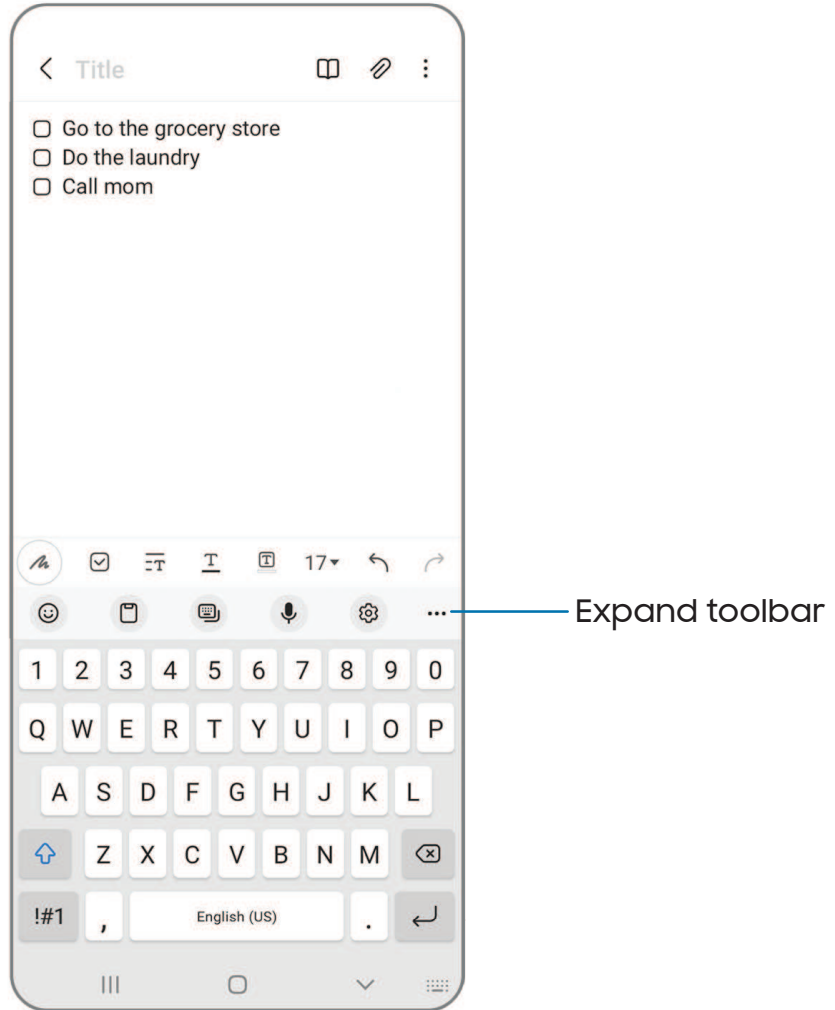 Title
Go to the grocery store
Do the laundry
Call mom
T T T 17
Expand toolbar
1 2 3 4 5 6 7 8 9 0
Q W E R T Y U I O P
A S D F G H J K L
Z X C V B N M
!#1 , English (US) .